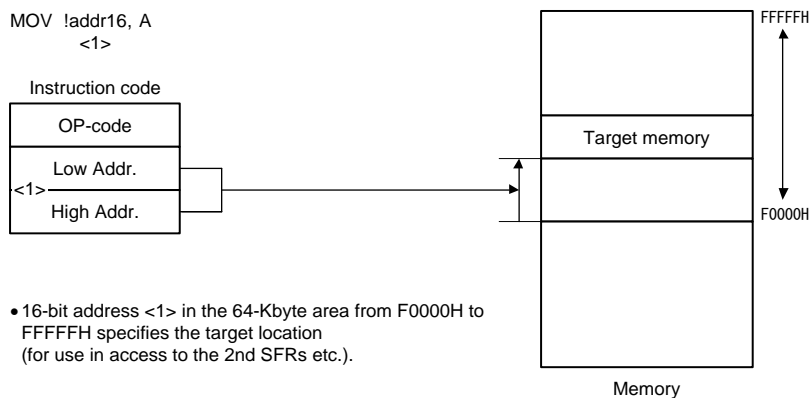 MOV !addr16, A
<1>
Instruction code
OP-code
Low Addr.
<1>
High Addr.
FFFFFH
Target memory
F0000H
Memory
• 16-bit address <1> in the 64-Kbyte area from F0000H to
FFFFFH specifies the target location
(for use in access to the 2nd SFRs etc.).